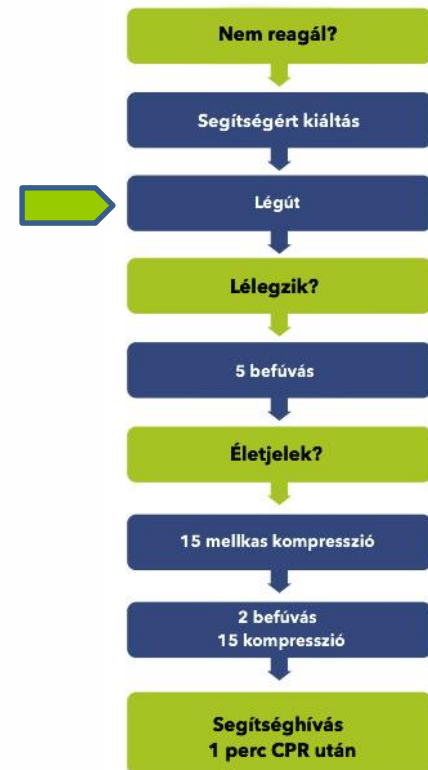 Nem reagál?
Segítségért kiáltás
Légút
Lélegzik?
5 befúvás
Életjelek?
15 mellkas kompresszió
2 befúvás
15 kompresszió
Segítséghívás
1 perc CPR után